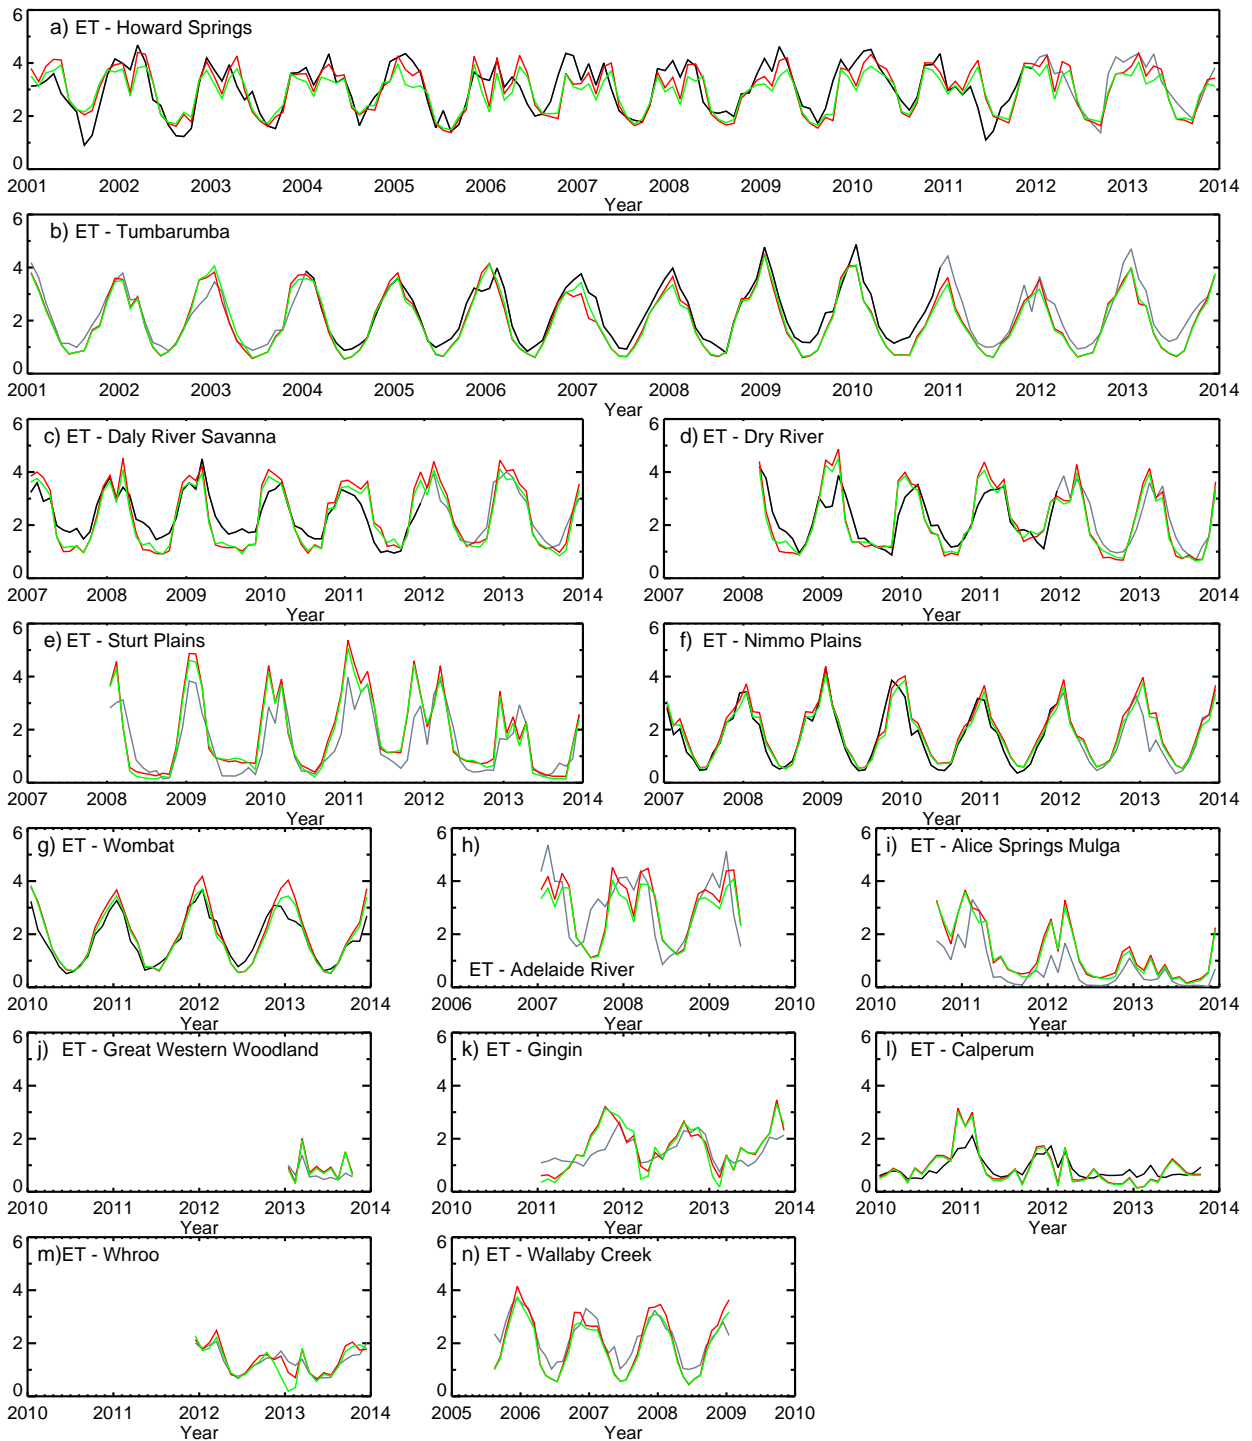 a) ET - Howard Springs
6
4
2
0
2001 2002 2003 2004 2005 2006 2007 2008 2009 2010 2011 2012 2013 2014
Year
b) ET - Tumbarumba
6
4
2
0
2001 2002 2003 2004 2005 2006 2007 2008 2009 2010 2011 2012 2013 2014
Year
c) ET - Daly River Savanna
6
4
2
0
2007 2008 2009 2010 2011 2012 2013 2014
Year
d) ET - Dry River
6
4
2
0
2007 2008 2009 2010 2011 2012 2013 2014
Year
e) ET - Sturt Plains
6
4
2
0
2007 2008 2009 2010 2011 2012 2013 2014
Year
f) ET - Nimmo Plains
6
4
2
0
2007 2008 2009 2010 2011 2012 2013 2014
Year
g) ET - Wombat
6
4
2
0
2010 2011 2012 2013 2014
Year
h)
ET - Adelaide River
6
4
2
0
2006 2007 2008 2009 2010
Year
i) ET - Alice Springs Mulga
6
4
2
0
2010 2011 2012 2013 2014
Year
j) ET - Great Western Woodland
6
4
2
0
2010 2011 2012 2013 2014
Year
k) ET - Gingin
6
4
2
0
2006 2007 2008 2009 2010
Year
l) ET - Calperum
6
4
2
0
2010 2011 2012 2013 2014
Year
m)ET - Whroo
6
4
2
0
2010 2011 2012 2013 2014
Year
n) ET - Wallaby Creek
6
4
2
0
2005 2006 2007 2008 2009 2010
Year